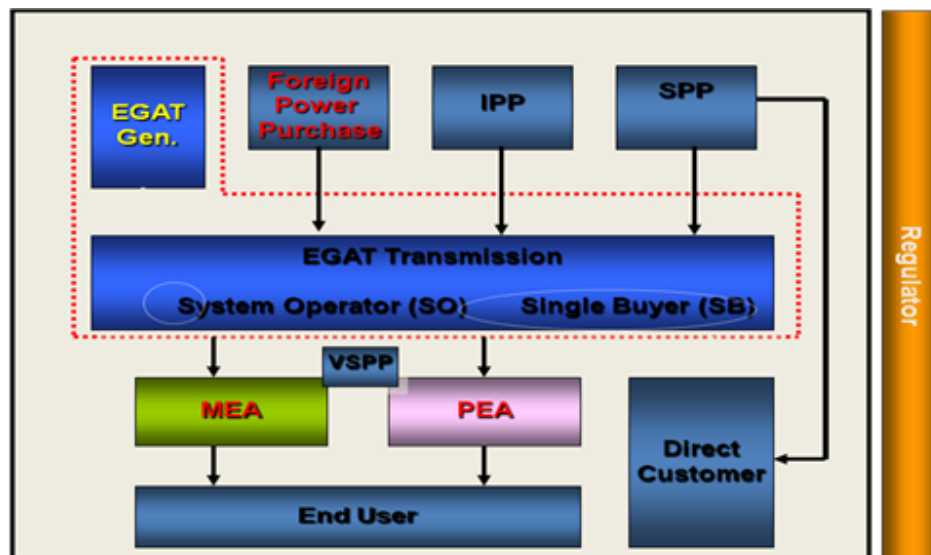 EGAT
Gen.
Foreign
Power
Purchase
IPP
SPP
EGAT Transmission
System Operator (SO)
Single Buyer (SB)
VSPP
MEA
PEA
Direct
Customer
End User
Regulator